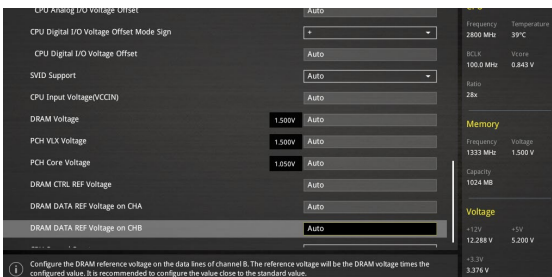 CPU Analog I/O Voltage Offset
Auto
CPU Digital I/O Voltage Offset Mode Sign
+
CPU Digital I/O Voltage Offset
Auto
SVID Support
Auto
CPU Input Voltage(VCCIN)
Auto
DRAM Voltage
1.500V
Auto
PCH VLX Voltage
1.500V
Auto
PCH Core Voltage
1.050V
Auto
DRAM CTRL REF Voltage
Auto
DRAM DATA REF Voltage on CHA
Auto
DRAM DATA REF Voltage on CHB
Auto
Configure the DRAM reference voltage on the data lines of channel B. The reference voltage will be the DRAM voltage times the
configured value. It is recommended to configure the value close to the standard value.
CPU
Frequency Temperature
2800 MHz 39°C
BCLK Vcore
100.0 MHz 0.843 V
Ratio
28x
Memory
Frequency Voltage
1333 MHz 1.500 V
Capacity
1024 MB
Voltage
+12V +5V
12.288 V 5.200 V
+3.3V
3.376 V